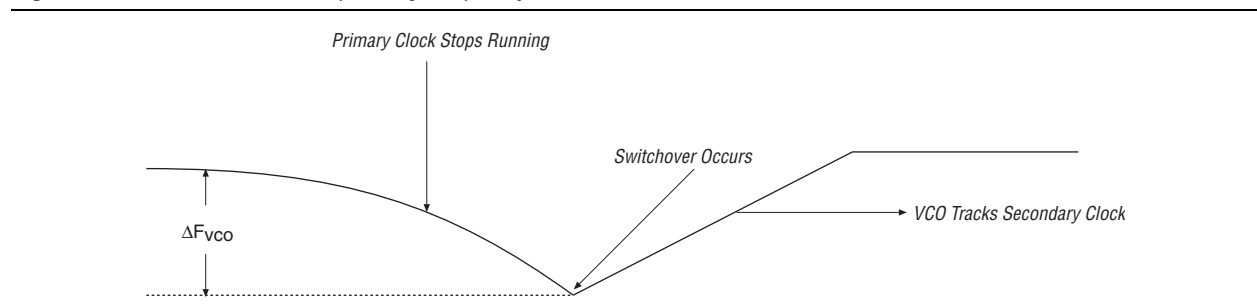 Primary Clock Stops Running
Switchover Occurs
VCO Tracks Secondary Clock
ΔFvco